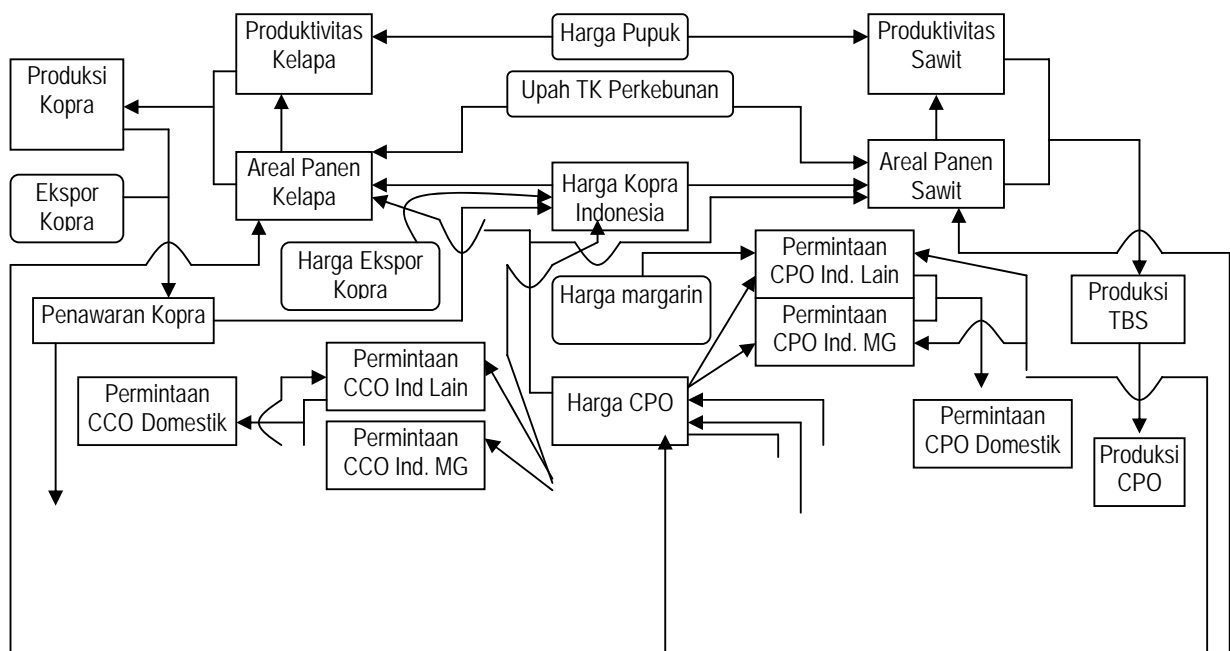 Produktivitas
Kelapa
Harga Pupuk
Produktivitas
Sawit
Produksi
Kopra
Upah TK Perkebunan
Areal Panen
Kelapa
Harga Kopra
Indonesia
Areal Panen
Sawit
Ekspor
Kopra
Harga Ekspor
Kopra
Harga margarin
Permintaan
CPO Ind. Lain
Permintaan
CPO Ind. MG
Produksi
TBS
Penawaran Kopra
Permintaan
CCO Domestik
Permintaan
CCO Ind Lain
Permintaan
CCO Ind. MG
Harga CPO
Permintaan
CPO Domestik
Produksi
CPO